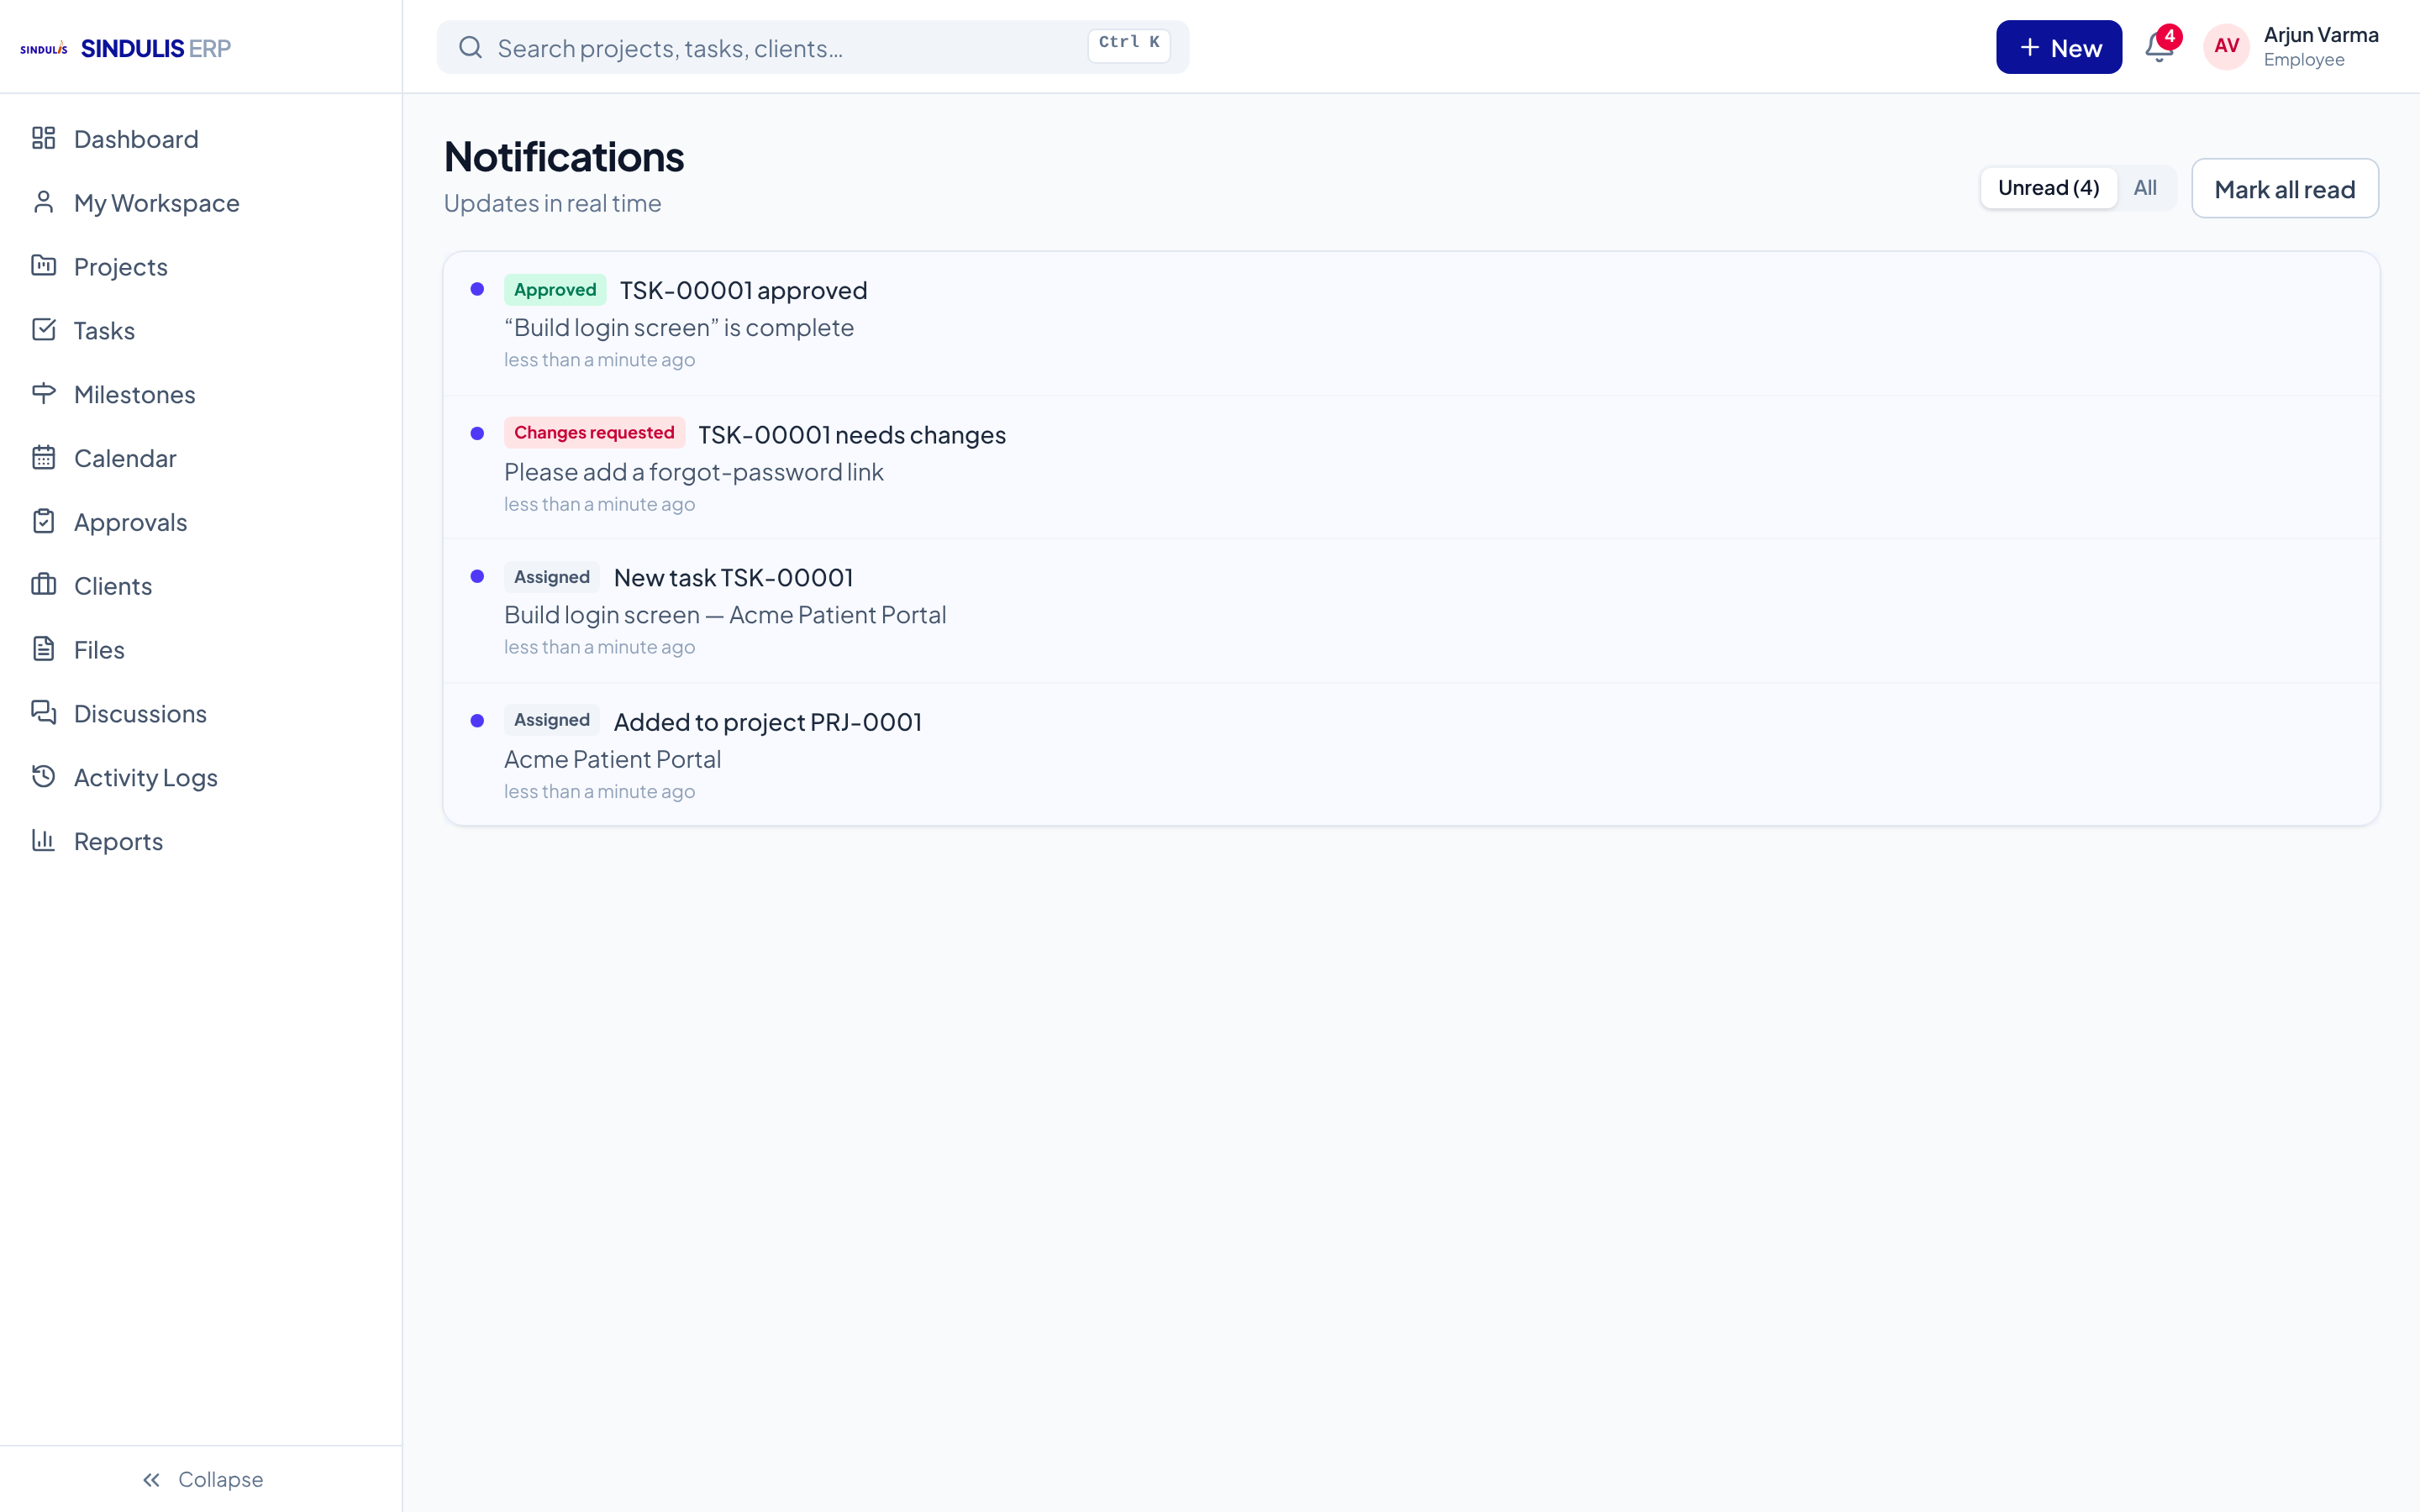 SINDULIS SINDULIS ERP
Search projects, tasks, clients... Ctrl K
+ New
4
AV
Arjun Varma
Employee
Dashboard
My Workspace
Projects
Tasks
Milestones
Calendar
Approvals
Clients
Files
Discussions
Activity Logs
Reports
Collapse
Notifications
Updates in real time
Unread (4) All Mark all read
Approved TSK-00001 approved
“Build login screen” is complete
less than a minute ago
Changes requested TSK-00001 needs changes
Please add a forgot-password link
less than a minute ago
Assigned New task TSK-00001
Build login screen — Acme Patient Portal
less than a minute ago
Assigned Added to project PRJ-0001
Acme Patient Portal
less than a minute ago